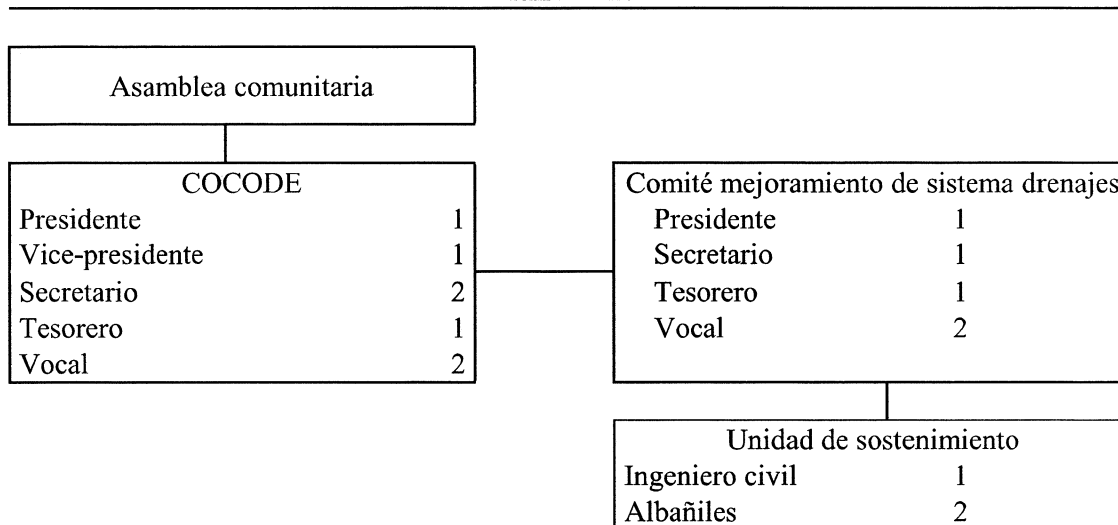 Asamblea comunitaria
COCODE
Presidente 1
Vice-presidente 1
Secretario 2
Tesorero 1
Vocal 2
Comité mejoramiento de sistema drenajes
Presidente 1
Secretario 1
Tesorero 1
Vocal 2
Unidad de sostenimiento
Ingeniero civil 1
Albañiles 2